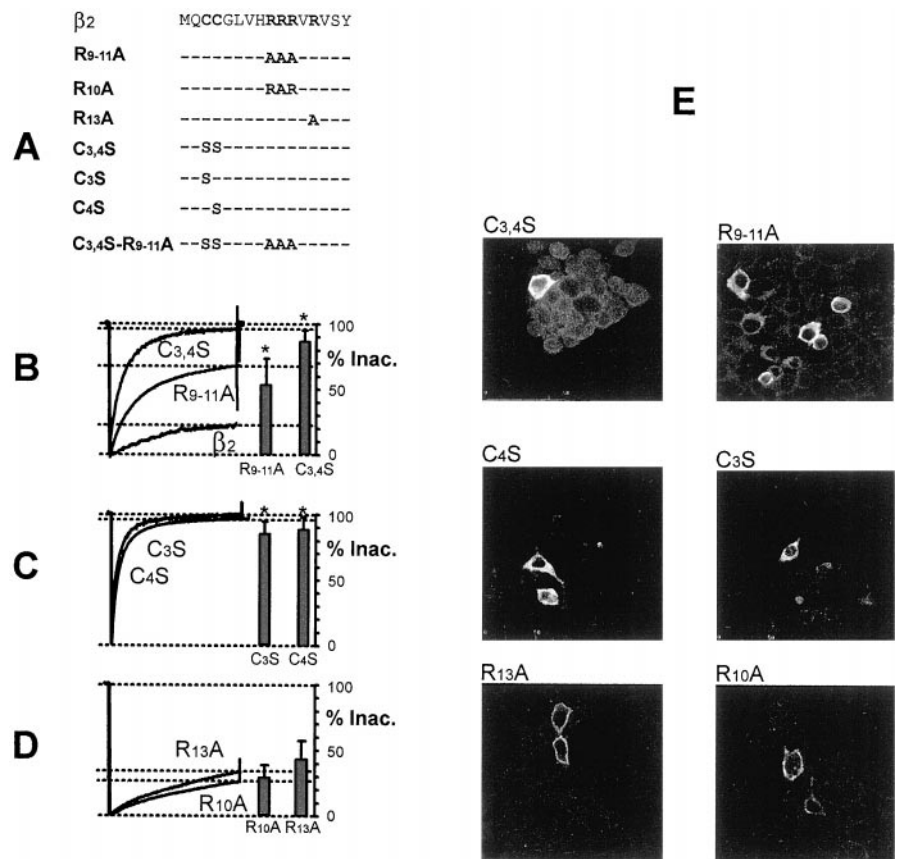 β2 MQCCGLVHRRRVRVSY
R9-11A --------AAA-----
R10A --------RAR-----
R13A ------------A---
A
C3,4S --SS------------
C3S --S-------------
C4S ---S------------
C3,4S-R9-11A --SS----AAA-----
B
C3,4S
R9-11A
β2
* *
100
% Inac.
50
0
R9-11A C3,4S
C
C3S
C4S
* *
100
% Inac.
50
0
C3S C4S
D
R13A
R10A
100
% Inac.
50
0
R10A R13A
E
C3,4S R9-11A
C4S C3S
R13A R10A